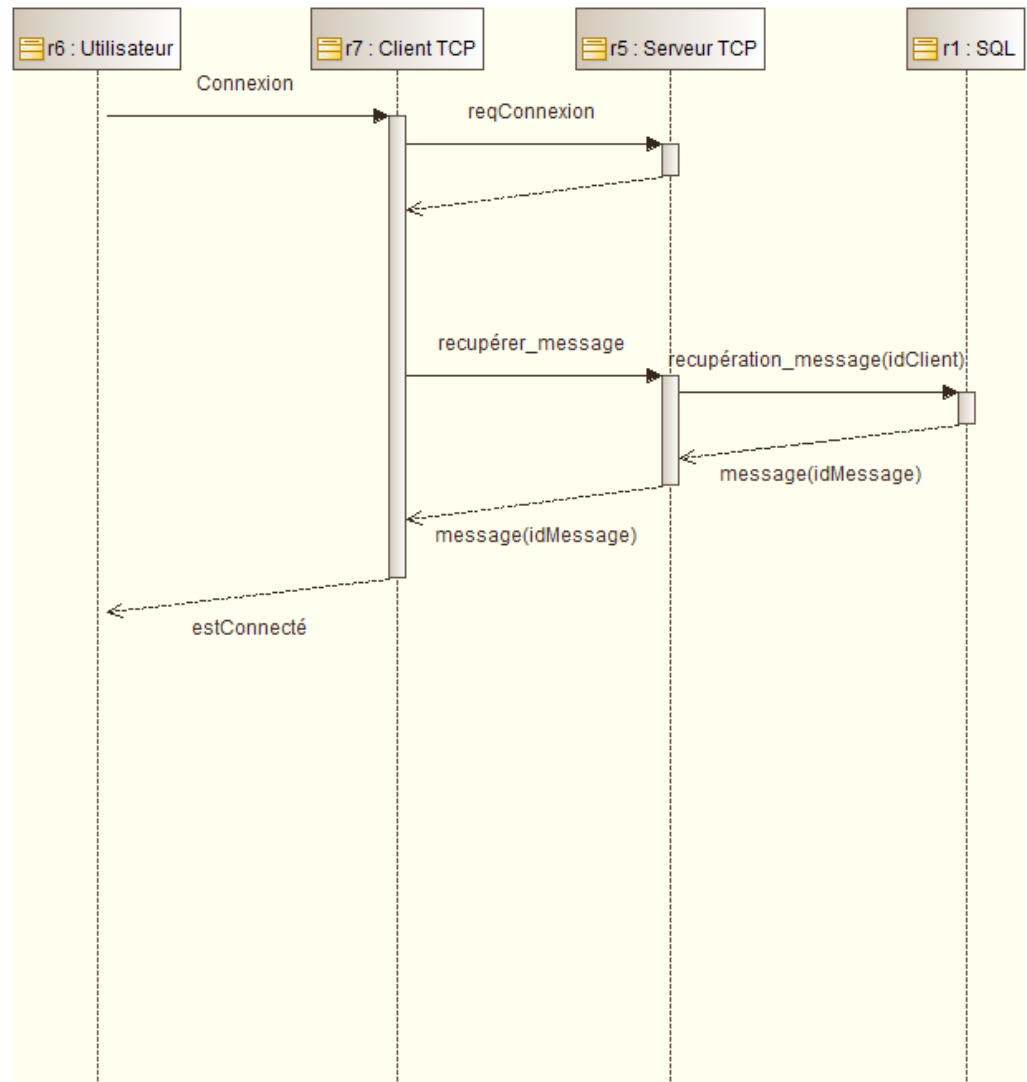 r6 : Utilisateur
r7 : Client TCP
r5 : Serveur TCP
r1 : SQL
Connexion
reqConnexion
recupérer_message
recupération_message(idClient)
message(idMessage)
message(idMessage)
estConnecté